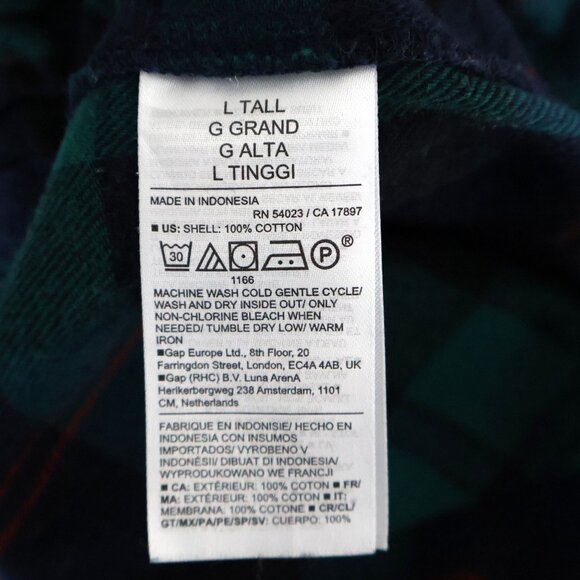 L TALL
G GRAND
G ALTA
L TINGGI
MADE IN INDONESIA
RN 54023 / CA 17897
■ US: SHELL: 100% COTTON
30 P ®
1166
MACHINE WASH COLD GENTLE CYCLE/
WASH AND DRY INSIDE OUT/ ONLY
NON-CHLORINE BLEACH WHEN
NEEDED/ TUMBLE DRY LOW/ WARM
IRON
■Gap Europe Ltd., 8th Floor, 20
Farringdon Street, London, EC4A 4AB, UK
■Gap (RHC) B.V. Luna ArenA
Herikerbergweg 238 Amsterdam, 1101
CM, Netherlands
FABRIQUE EN INDONISIE/ HECHO EN
INDONESIA CON INSUMOS
IMPORTADOS/ VYROBENO V
INDONÉSII/ DIBUAT DI INDONESIA/
WYPRODUKOWANO WE FRANCJI
■ CA: EXTÉRIEUR: 100% COTON ■ FR/
MA: EXTÉRIEUR: 100% COTON ■ IT:
MEMBRANA: 100% COTONE ■ CR/CL/
GT/MX/PA/PE/SP/SV: CUERPO: 100%